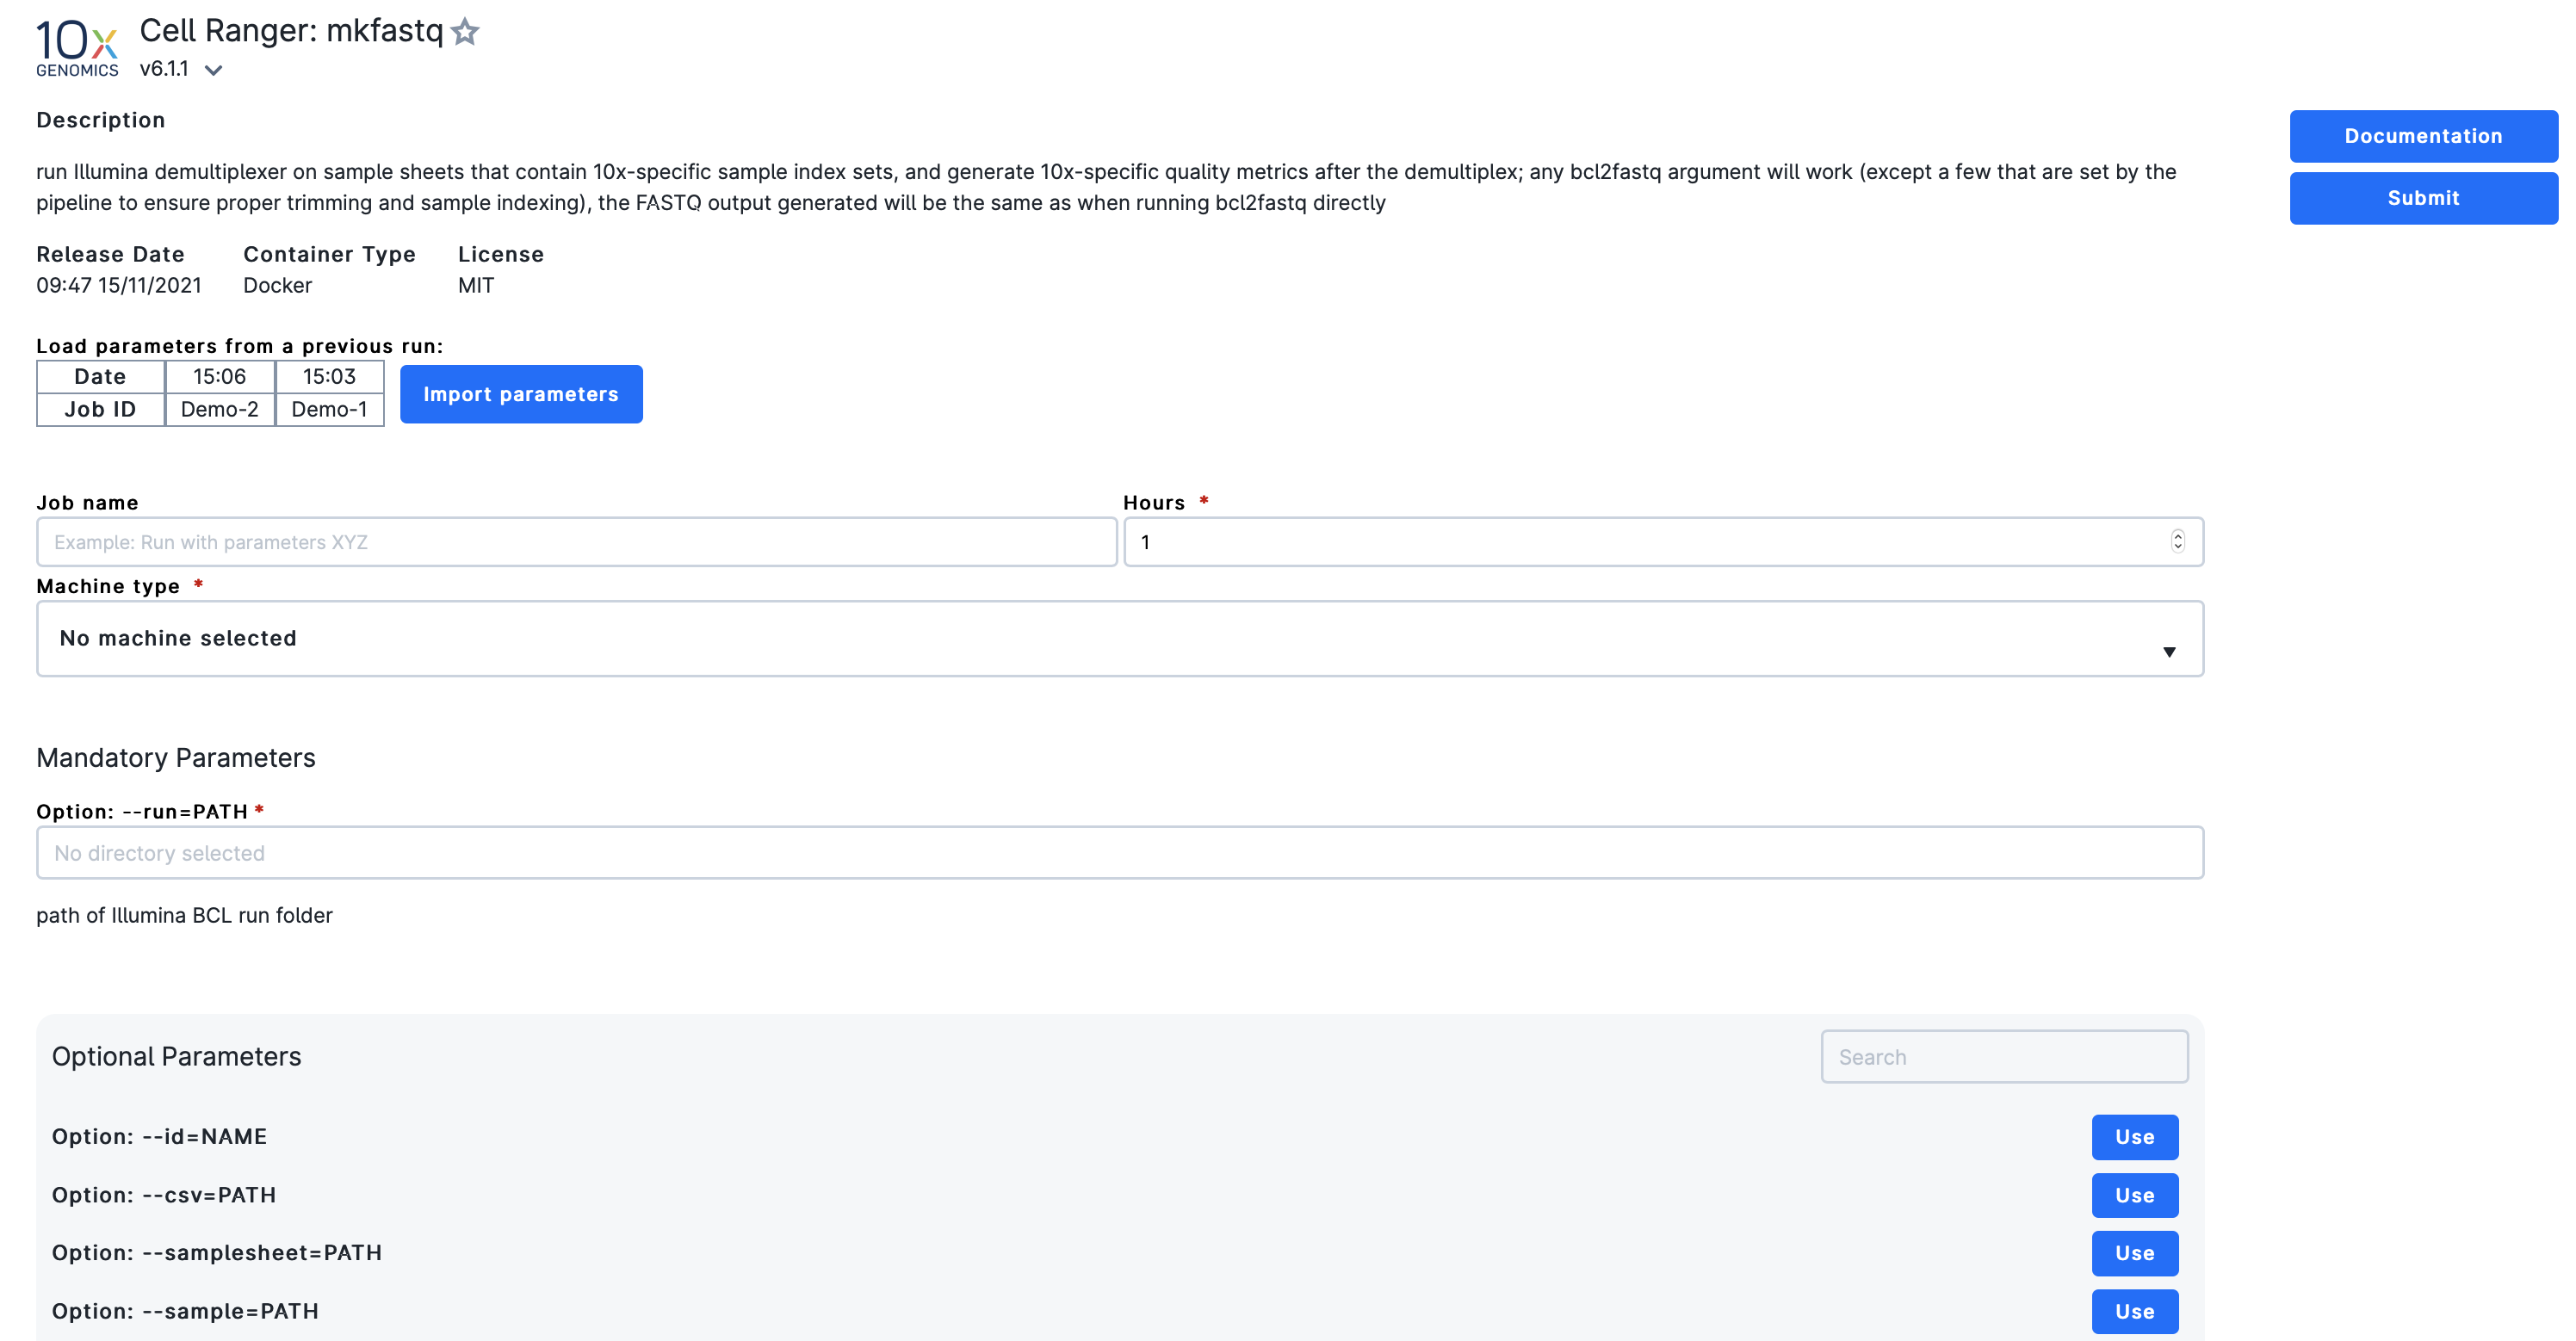 10x
GENOMICS
Cell Ranger: mkfastq
v6.1.1
Description
run Illumina demultiplexer on sample sheets that contain 10x-specific sample index sets, and generate 10x-specific quality metrics after the demultiplex; any bcl2fastq argument will work (except a few that are set by the
pipeline to ensure proper trimming and sample indexing), the FASTQ output generated will be the same as when running bcl2fastq directly
Documentation
Submit
Release Date Container Type License
09:47 15/11/2021 Docker MIT
Load parameters from a previous run:
Date 15:06 15:03
Job ID Demo-2 Demo-1
Import parameters
Job name Hours *
Example: Run with parameters XYZ 1
Machine type *
No machine selected
Mandatory Parameters
Option: --run=PATH *
No directory selected
path of Illumina BCL run folder
Optional Parameters Search
Option: --id=NAME Use
Option: --csv=PATH Use
Option: --samplesheet=PATH Use
Option: --sample=PATH Use